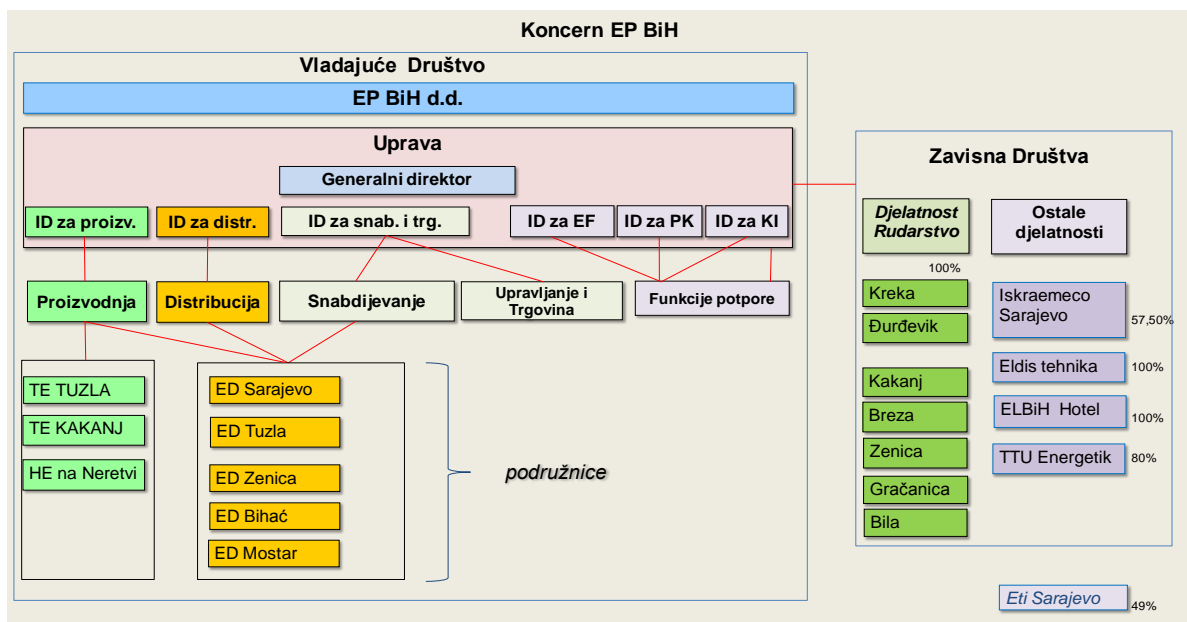 Koncern EP BiH
Vladajuće Društvo
EP BiH d.d.
Uprava
Generalni direktor
ID za proizv.
ID za distr.
ID za snab. i trg.
ID za EF
ID za PK
ID za KI
Proizvodnja
Distribucija
Snabdijevanje
Upravljanje i
Trgovina
Funkcije potpore
TE TUZLA
TE KAKANJ
HE na Neretvi
ED Sarajevo
ED Tuzla
ED Zenica
ED Bihać
ED Mostar
podružnice
Zavisna Društva
Djelatnost
Rudarstvo
100%
Kreka
Đurđevik
Kakanj
Breza
Zenica
Gračanica
Bila
Ostale
djelatnosti
Iskraemeco
Sarajevo
57,50%
Eldis tehnika
100%
ELBiH Hotel
100%
TTU Energetik
80%
Eti Sarajevo
49%